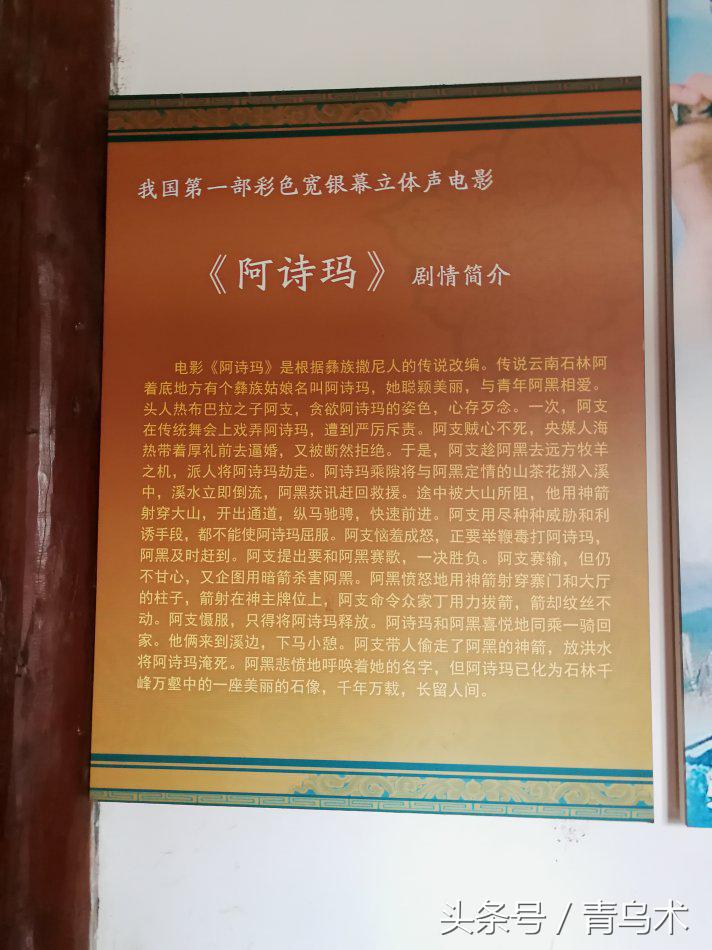 我国第一部彩色宽银幕立体声电影
《阿诗玛》剧情简介
电影《阿诗玛》是根据彝族撒尼人的传说改编。传说云南石林阿
着底地方有个彝族姑娘名叫阿诗玛，她聪颖美丽，与青年阿黑相爱。
头人热布巴拉之子阿支，贪欲阿诗玛的姿色，心存歹念。一次，阿支
在传统舞会上戏弄阿诗玛，遭到严厉斥责。阿支贼心不死，央媒人海
热带着厚礼前去逼婚，又被断然拒绝。于是，阿支趁阿黑去远方牧羊
之机，派人将阿诗玛劫走。阿诗玛乘隙将与阿黑定情的山茶花掷入溪
中，溪水立即倒流，阿黑获讯赶回救援。途中被大山所阻，他用神箭
射穿大山，开出通道，纵马驰骋，快速前进。阿支用尽种种威胁和利
诱手段，都不能使阿诗玛屈服。阿支恼羞成怒，正要举鞭毒打阿诗玛，
阿黑及时赶到。阿支提出要和阿黑赛歌，一决胜负。阿支赛输，但仍
不甘心，又企图用暗箭杀害阿黑。阿黑愤怒地用神箭射穿寨门和大厅
的柱子，箭射在神主牌位上，阿支命令众家丁用力拔箭，箭却纹丝不
动。阿支慑服，只得将阿诗玛释放。阿诗玛和阿黑喜悦地同乘一骑回
家。他俩来到溪边，下马小憩。阿支带人偷走了阿黑的神箭，放洪水
将阿诗玛淹死。阿黑悲愤地呼唤着她的名字，但阿诗玛已化为石林千
峰万壑中的一座美丽的石像，千年万载，长留人间。
头条号 / 青乌术